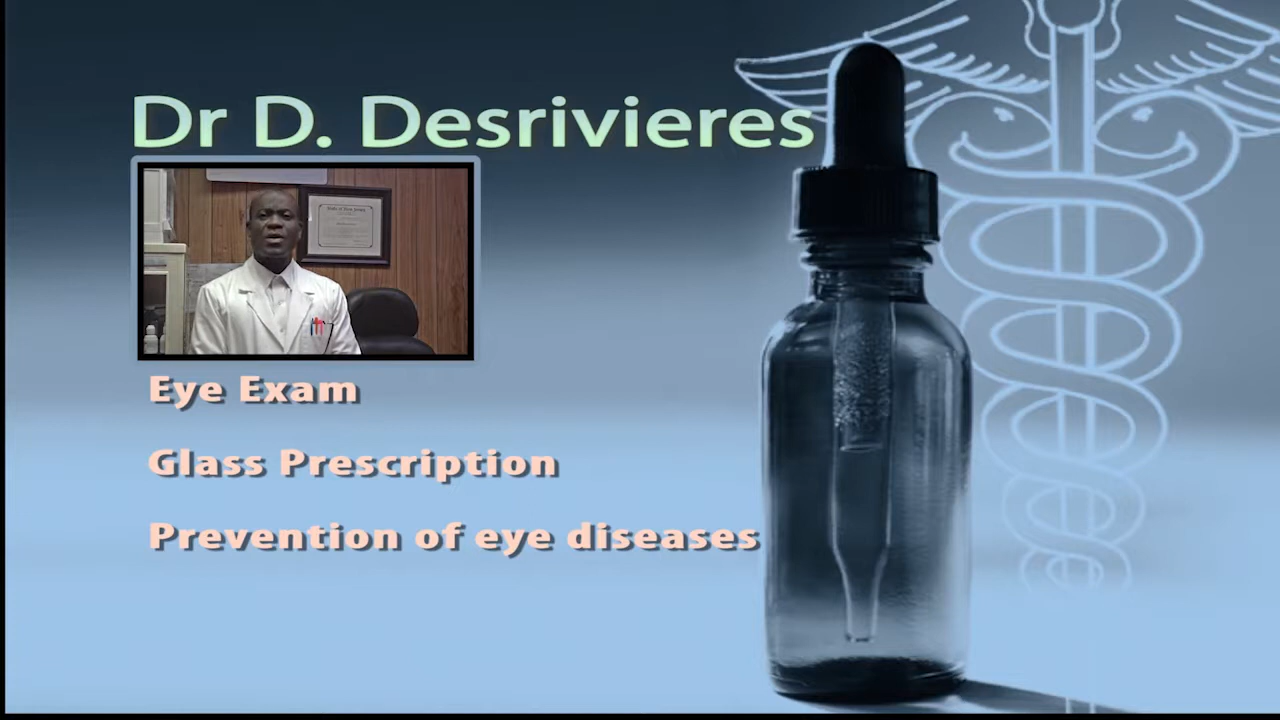 Dr D. Desrivieres
Eye Exam
Glass Prescription
Prevention of eye diseases